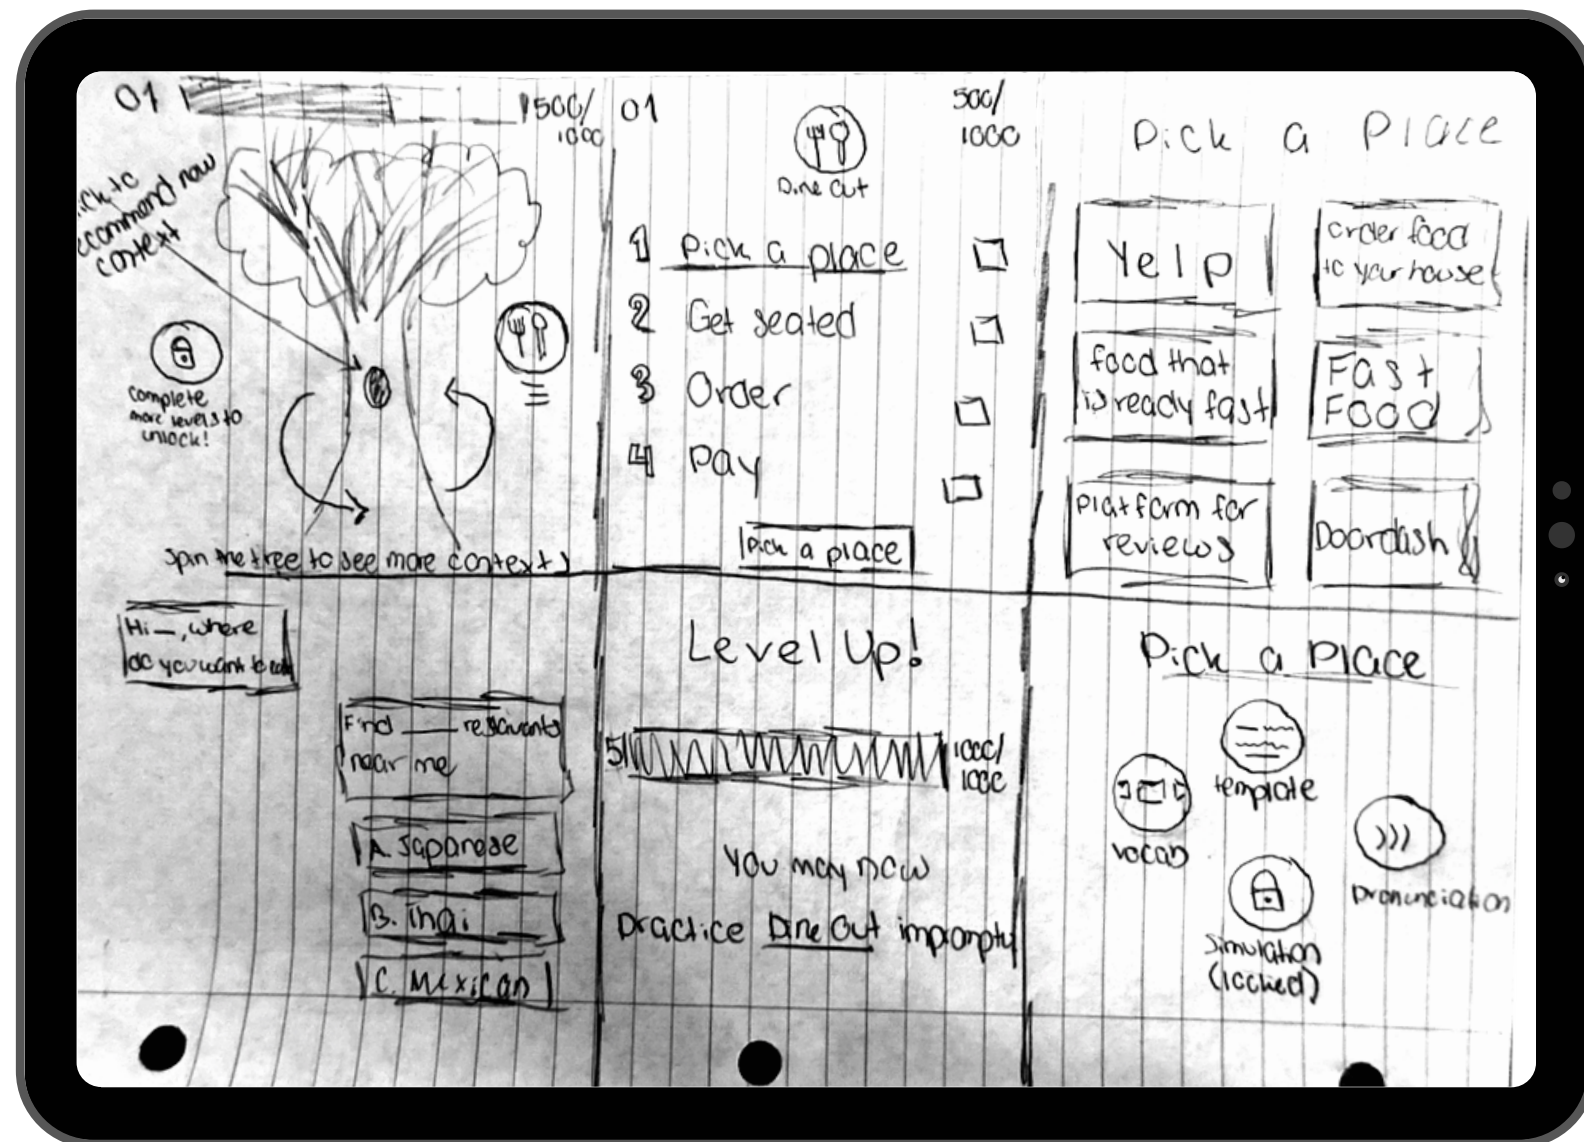 01
500/
1000
to
recommend now
context
complete
more levels to
unlock!
Spin the tree to see more contexts
01
500/
1000
Dine Out
1 Pick a place
2 Get seated
3 Order
4 Pay
Pick a place
Pick a Place
Yelp
order food
to your house
food that
is ready fast
Fast
Food
Platform for
reviews
Doordash
Hi __, where
do you want to eat
Find ___ restaurants
near me
A. Japanese
B. Thai
C. Mexican
Level Up!
1000/
1000
You may now
Practice Dine Out impromptu
Pick a Place
template
vocab
pronunciation
Simulation
(locked)